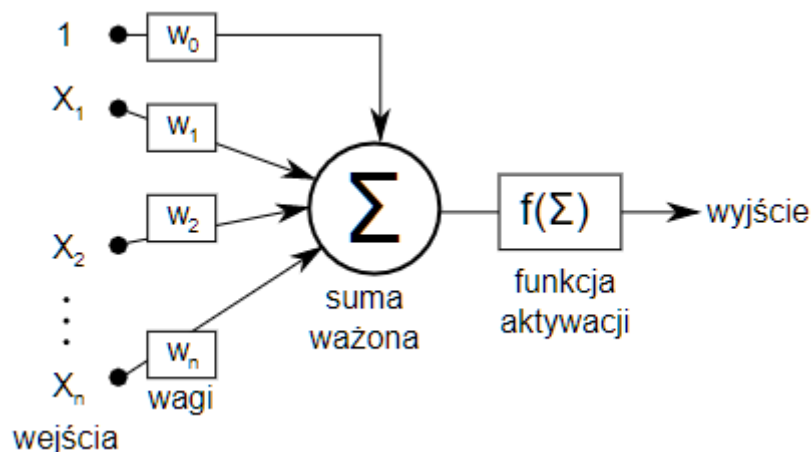 1
w₀
X₁
w₁
X₂
w₂
Xₙ
wₙ
wejścia
wagi
Σ
suma
ważona
f(Σ)
funkcja
aktywacji
wyjście